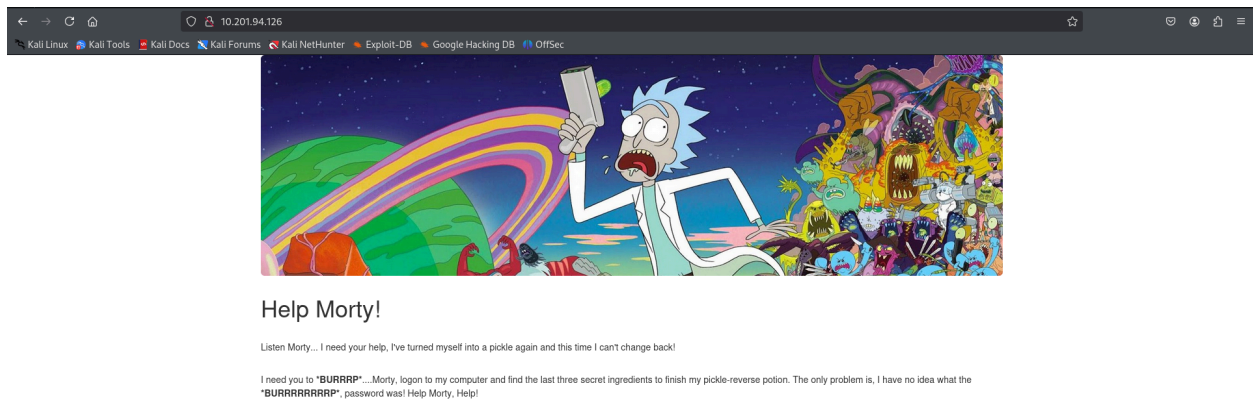 10.201.94.126
Kali Linux Kali Tools Kali Docs Kali Forums Kali NetHunter Exploit-DB Google Hacking DB OffSec
Help Morty!
Listen Morty... I need your help, I've turned myself into a pickle again and this time I can't change back!
I need you to *BURRRP*....Morty, logon to my computer and find the last three secret ingredients to finish my pickle-reverse potion. The only problem is, I have no idea what the
*BURRRRRRRRP*, password was! Help Morty, Help!